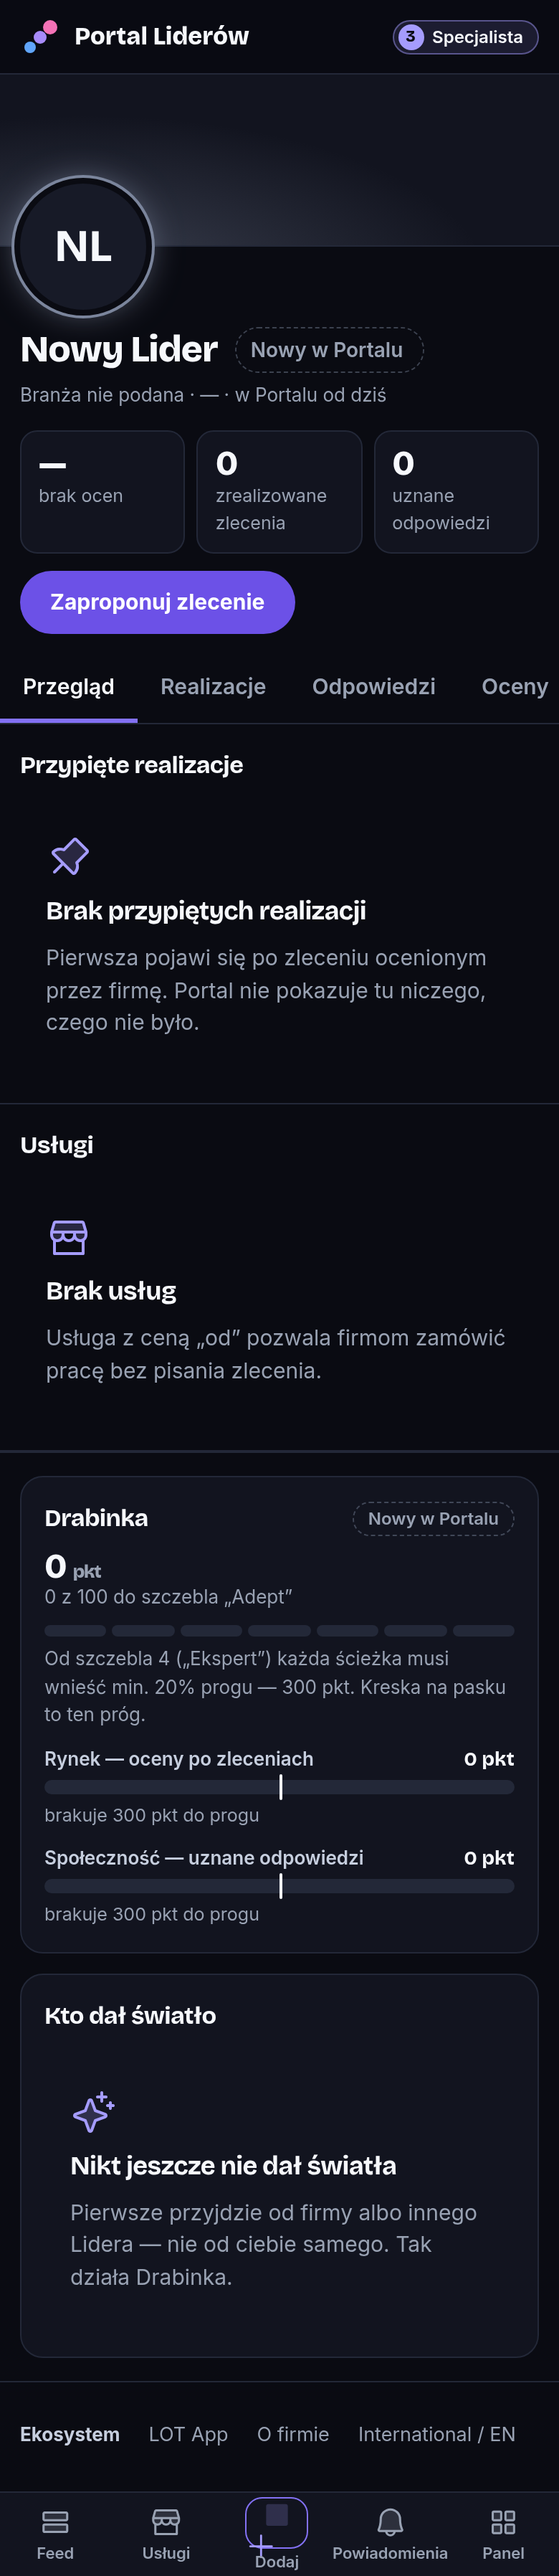 Portal Liderów
3 Specjalista
NL
Nowy Lider
Nowy w Portalu
Branża nie podana · — · w Portalu od dziś
—
brak ocen
0
zrealizowane
zlecenia
0
uznane
odpowiedzi
Zaproponuj zlecenie
Przegląd
Realizacje
Odpowiedzi
Oceny
Przypięte realizacje
Brak przypiętych realizacji
Pierwsza pojawi się po zleceniu ocenionym
przez firmę. Portal nie pokazuje tu niczego,
czego nie było.
Usługi
Brak usług
Usługa z ceną „od” pozwala firmom zamówić
pracę bez pisania zlecenia.
Drabinka
Nowy w Portalu
0 pkt
0 z 100 do szczebla „Adept”
Od szczebla 4 („Ekspert”) każda ścieżka musi
wnieść min. 20% progu — 300 pkt. Kreska na pasku
to ten próg.
Rynek — oceny po zleceniach
0 pkt
brakuje 300 pkt do progu
Społeczność — uznane odpowiedzi
0 pkt
brakuje 300 pkt do progu
Kto dał światło
Nikt jeszcze nie dał światła
Pierwsze przyjdzie od firmy albo innego
Lidera — nie od ciebie samego. Tak
działa Drabinka.
Ekosystem
LOT App
O firmie
International / EN
Feed
Usługi
Dodaj
Powiadomienia
Panel